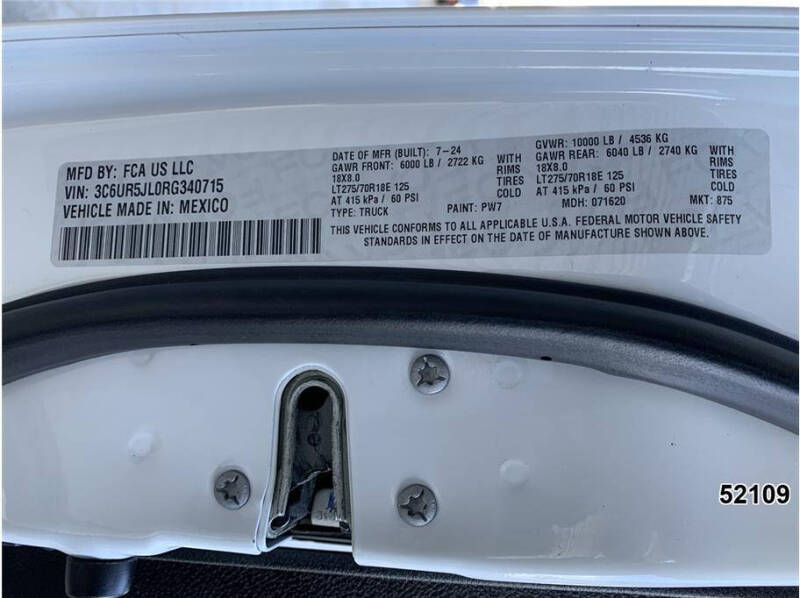 MFD BY: FCA US LLC
VIN: 3C6UR5JL0RG340715
VEHICLE MADE IN: MEXICO
DATE OF MFR (BUILT): 7-24
GAWR FRONT: 6000 LB / 2722 KG WITH
18X8.0 RIMS
LT275/70R18E 125 TIRES
AT 415 kPa / 60 PSI COLD
TYPE: TRUCK PAINT: PW7
GVWR: 10000 LB / 4536 KG
GAWR REAR: 6040 LB / 2740 KG WITH
18X8.0 RIMS
LT275/70R18E 125 TIRES
AT 415 kPa / 60 PSI COLD
MDH: 071620 MKT: 875
THIS VEHICLE CONFORMS TO ALL APPLICABLE U.S.A. FEDERAL MOTOR VEHICLE SAFETY
STANDARDS IN EFFECT ON THE DATE OF MANUFACTURE SHOWN ABOVE.
52109